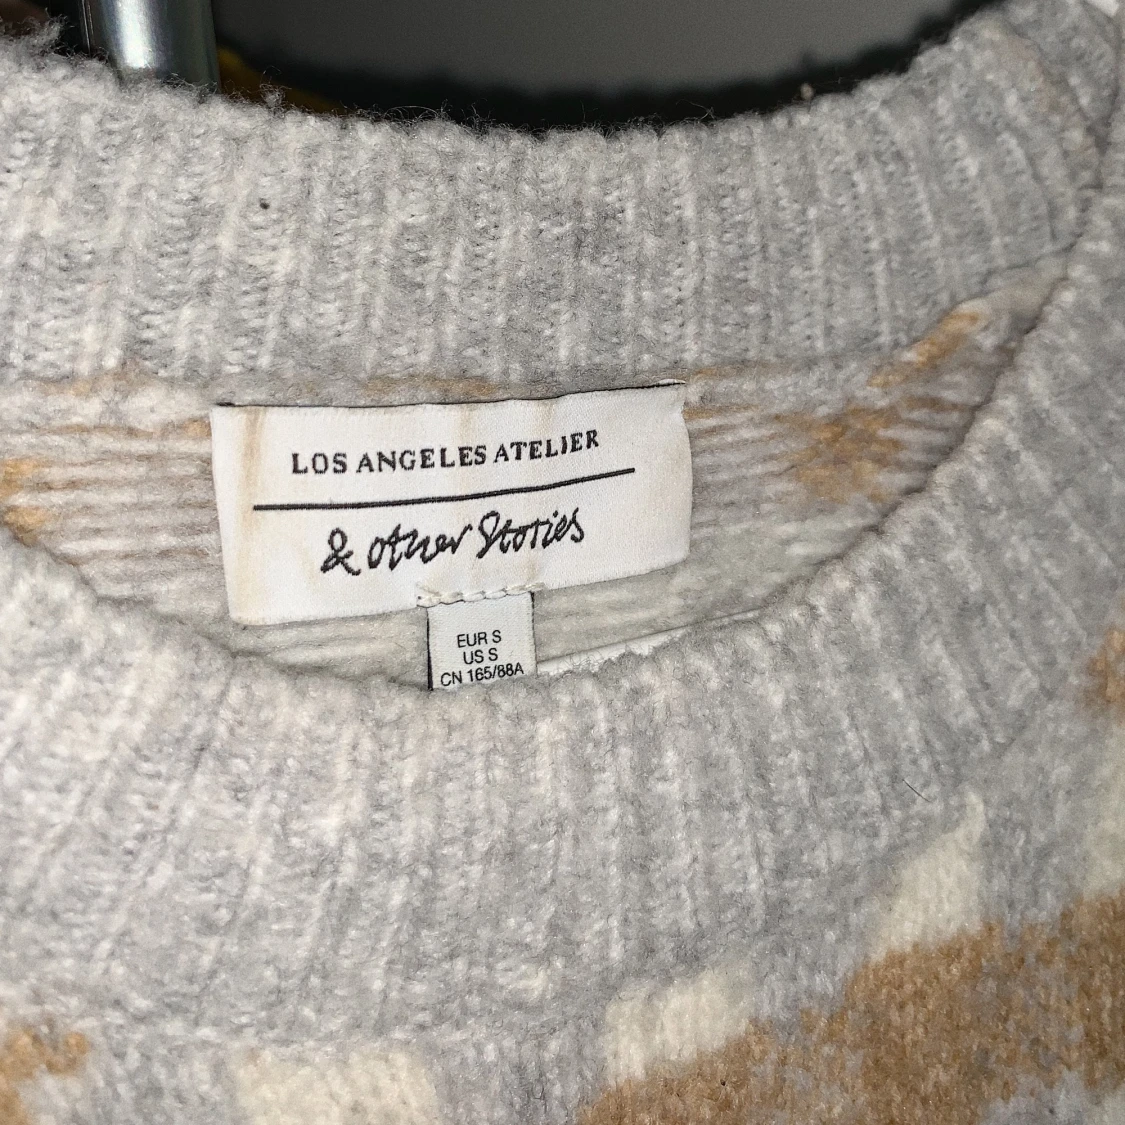 LOS ANGELES ATELIER
& other Stories
EUR S
US S
CN 165/88A